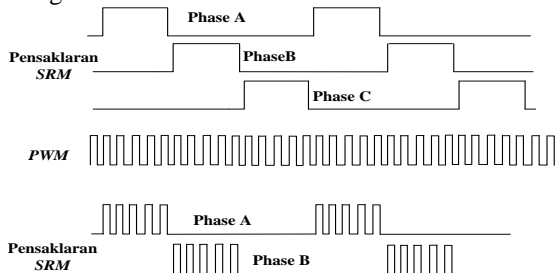 Phase A
Pensaklaran
SRM
PhaseB
Phase C
PWM
Phase A
Pensaklaran
SRM
Phase B